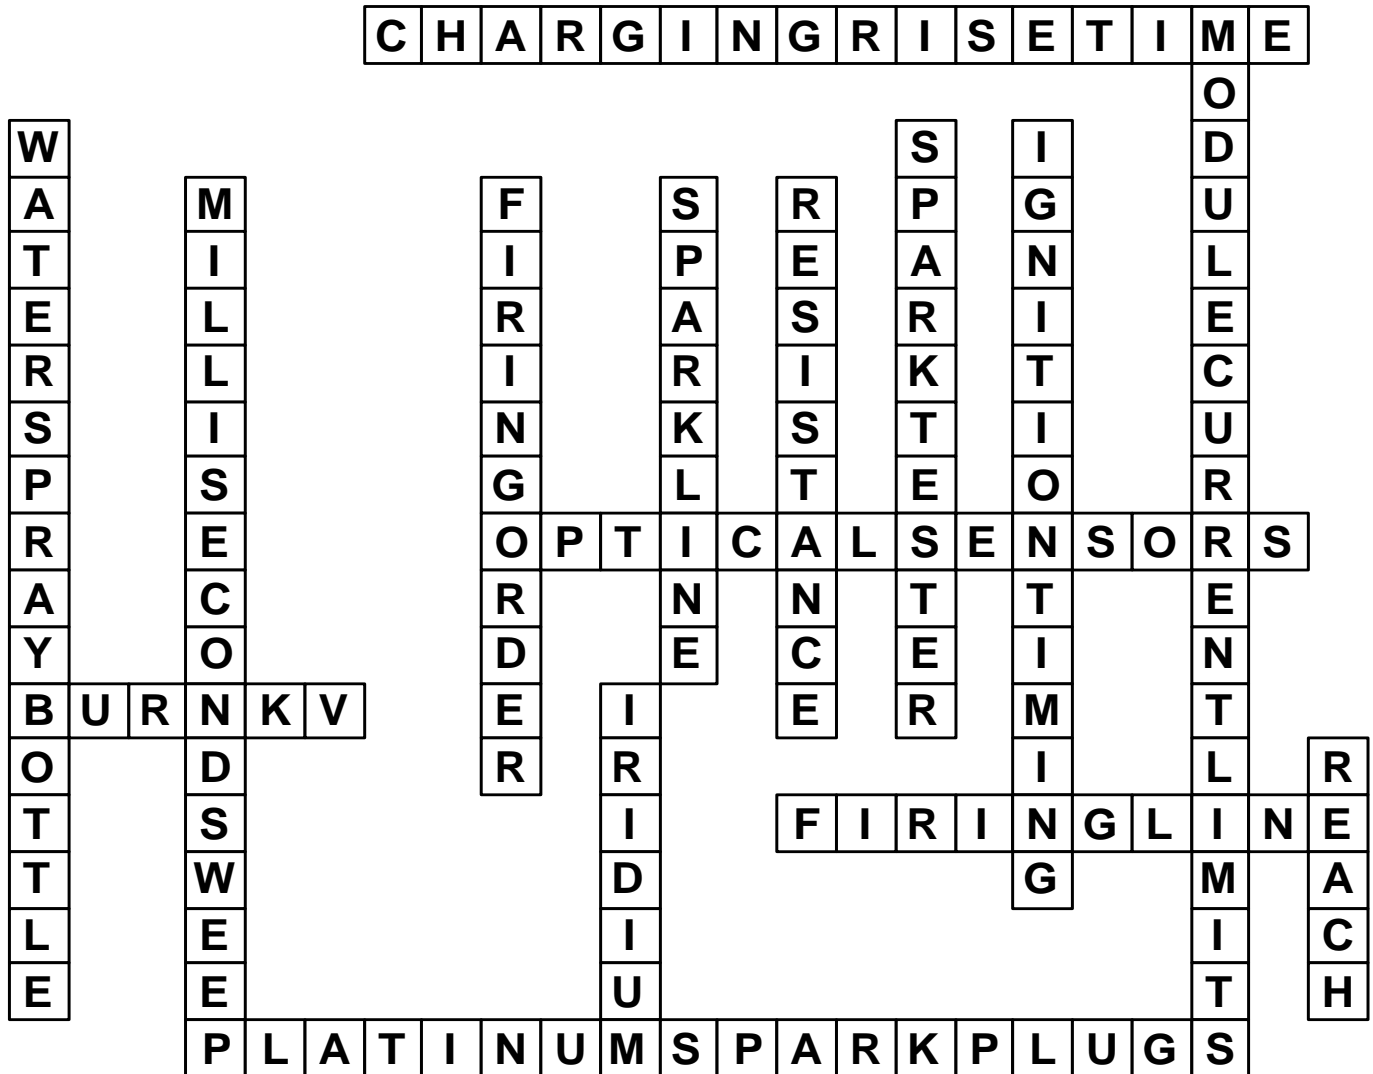 CHARGINGRISETIME
MODULECURRENTLIMITS
WATERSPRAYBOTTLE
SPARKTESTER
IGNITIONTIMING
MILLISECONDSWEEP
FIRINGORDER
SPARKLINE
RESISTANCE
OPTICALSENSORS
BURNKV
IRIDIUM
REACH
FIRINGLINE
PLATINUMSPARKPLUGS